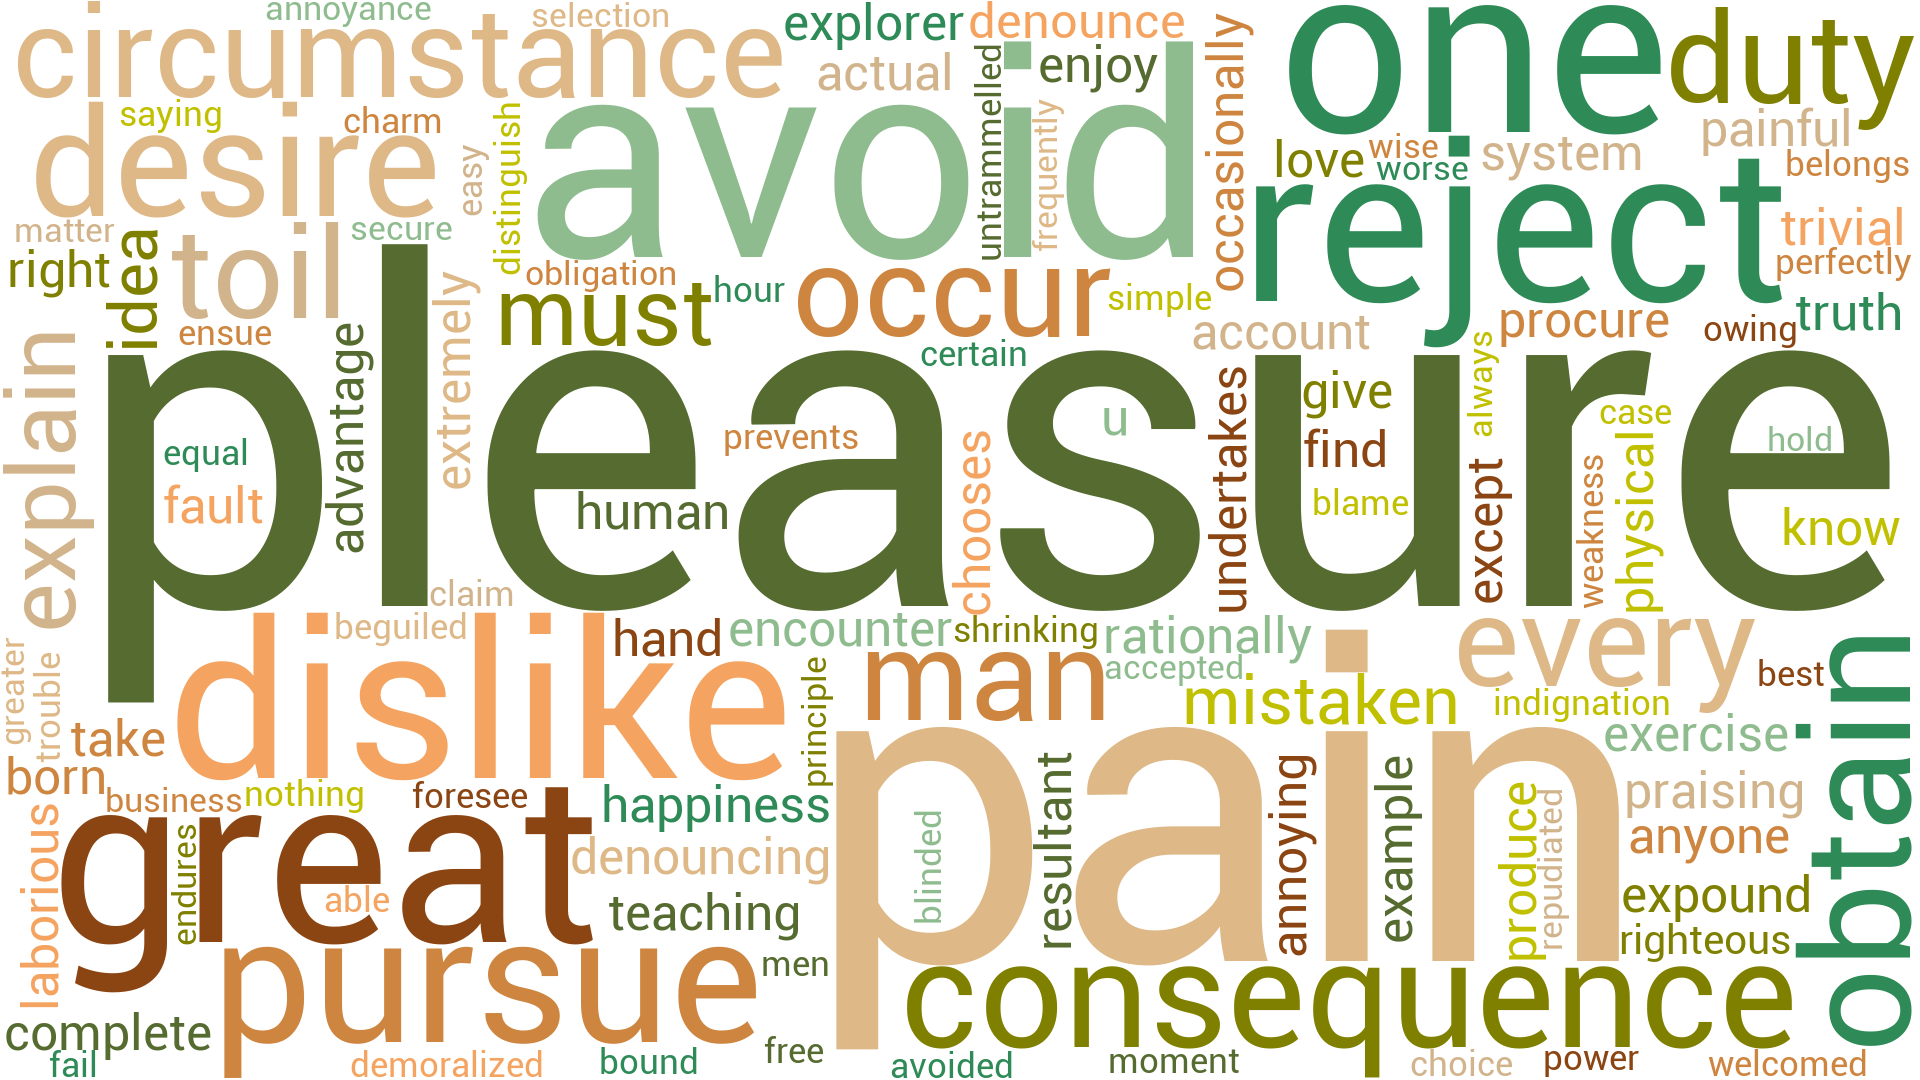 annoyance
selection
circumstance
explorer
denounce
one
duty
actual
untrammelled
enjoy
occasionally
saying
charm
desire
avoid
distinguish
easy
frequently
love
wise
worse
system
painful
belongs
reject
matter
secure
toil
idea
right
trivial
perfectly
obligation
must
hour
occur
simple
truth
ensue
advantage
extremely
certain
account
procure
owing
explain
pleasure
equal
fault
prevents
human
u
chooses
undertakes
give
find
blame
always
except
case
weakness
physical
hold
know
claim
beguiled
dislike
hand
encounter
shrinking
rationally
accepted
every
greater
trouble
take
principle
man
mistaken
indignation
best
obtain
born
business
nothing
foresee
happiness
pain
resultant
annoying
example
exercise
praising
produce
repudiated
anyone
laborious
great
endures
able
denouncing
teaching
blinded
expound
righteous
pursue
men
consequence
complete
fail
demoralized
bound
free
avoided
moment
choice
power
welcomed